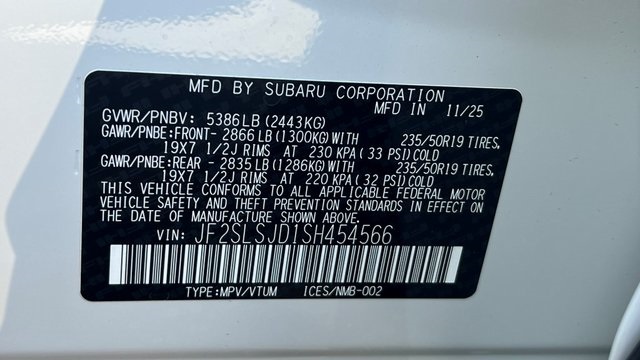 MFD BY SUBARU CORPORATION
MFD IN 11/25
GVWR/PNBV: 5386LB(2443KG)
GAWR/PNBE:FRONT- 2866LB(1300KG)WITH 235/50R19 TIRES,
19X7 1/2J RIMS AT 230 KPA(33 PSI)COLD
GAWR/PNBE:REAR - 2835LB(1286KG)WITH 235/50R19 TIRES,
19X7 1/2J RIMS AT 220 KPA(32 PSI)COLD
THIS VEHICLE CONFORMS TO ALL APPLICABLE FEDERAL MOTOR
VEHICLE SAFETY AND THEFT PREVENTION STANDARDS IN EFFECT
ON THE DATE OF MANUFACTURE SHOWN ABOVE.
VIN: JF2SLSJD1SH454566
TYPE:MPV/VTUM ICES/NMB-002